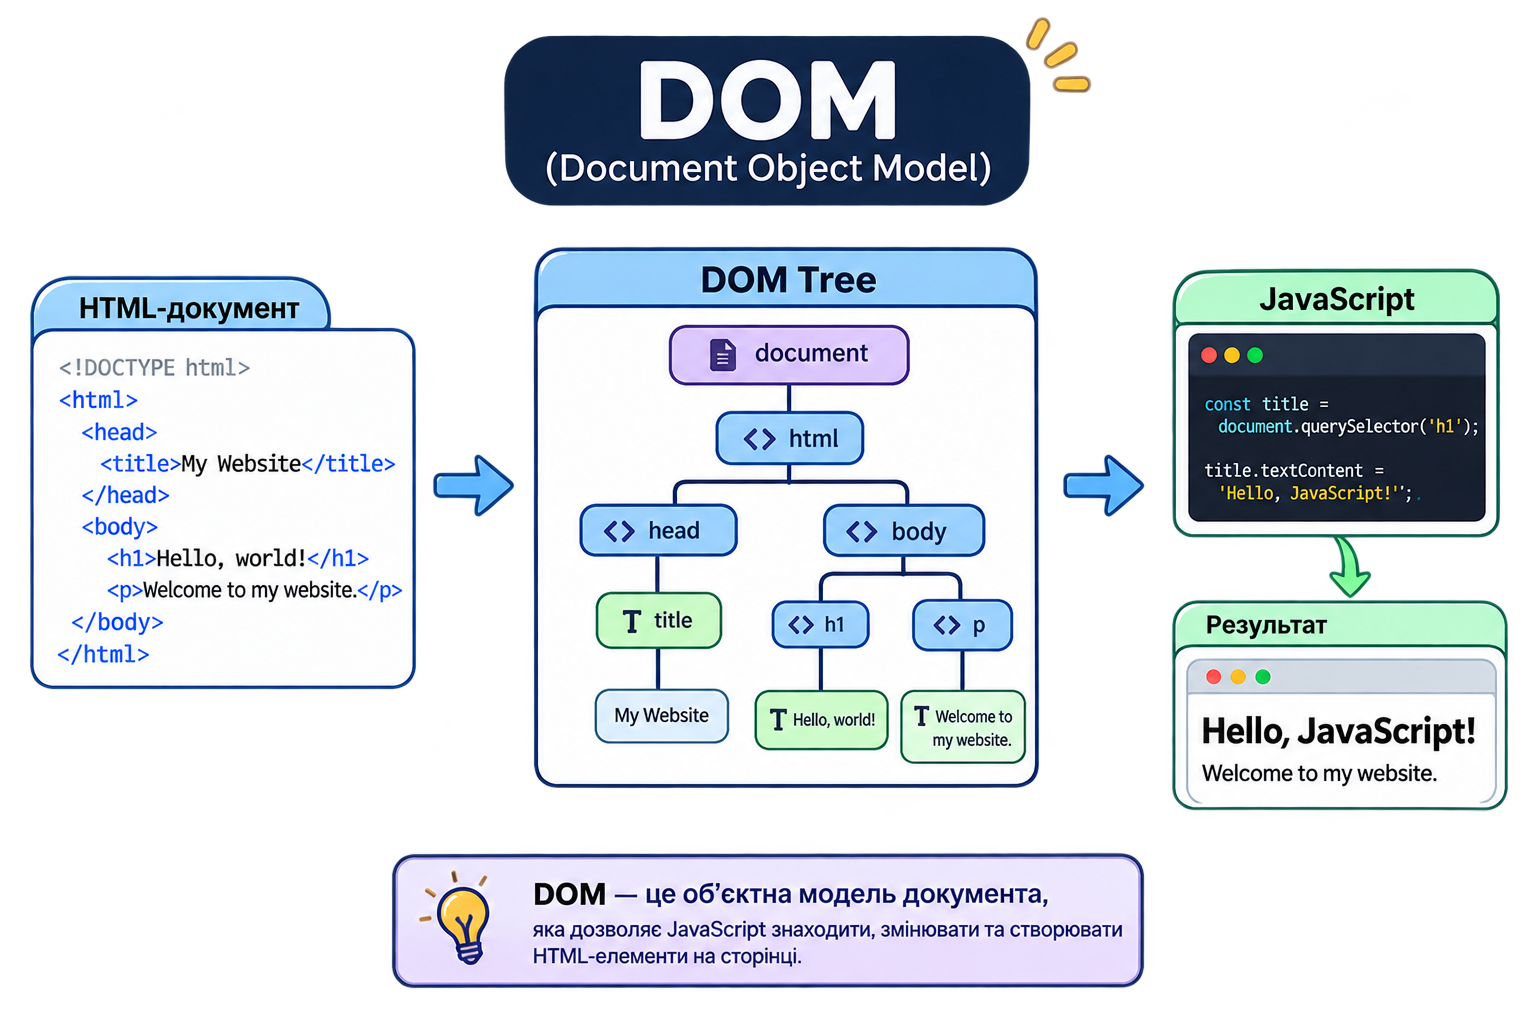 DOM
(Document Object Model)
HTML-документ
<!DOCTYPE html>
<html>
<head>
<title>My Website</title>
</head>
<body>
<h1>Hello, world!</h1>
<p>Welcome to my website.</p>
</body>
</html>
DOM Tree
document
<> html
<> head
<> body
T title
<> h1
<> p
My Website
T Hello, world!
T Welcome to
my website.
JavaScript
const title =
document.querySelector('h1');
title.textContent =
'Hello, JavaScript!'';.
Результат
Hello, JavaScript!
Welcome to my website.
DOM — це об’єктна модель документа,
яка дозволяє JavaScript знаходити, змінювати та створювати
HTML-елементи на сторінці.